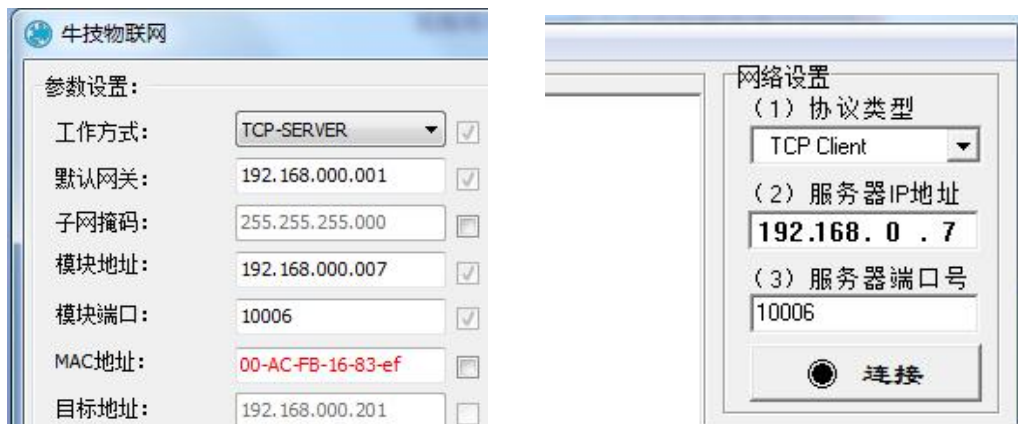 牛技物联网
参数设置：
工作方式： TCP-SERVER
默认网关： 192.168.000.001
子网掩码： 255.255.255.000
模块地址： 192.168.000.007
模块端口： 10006
MAC地址： 00-AC-FB-16-83-ef
目标地址： 192.168.000.201
网络设置
（1）协议类型
TCP Client
（2）服务器IP地址
192.168. 0 . 7
（3）服务器端口号
10006
连接